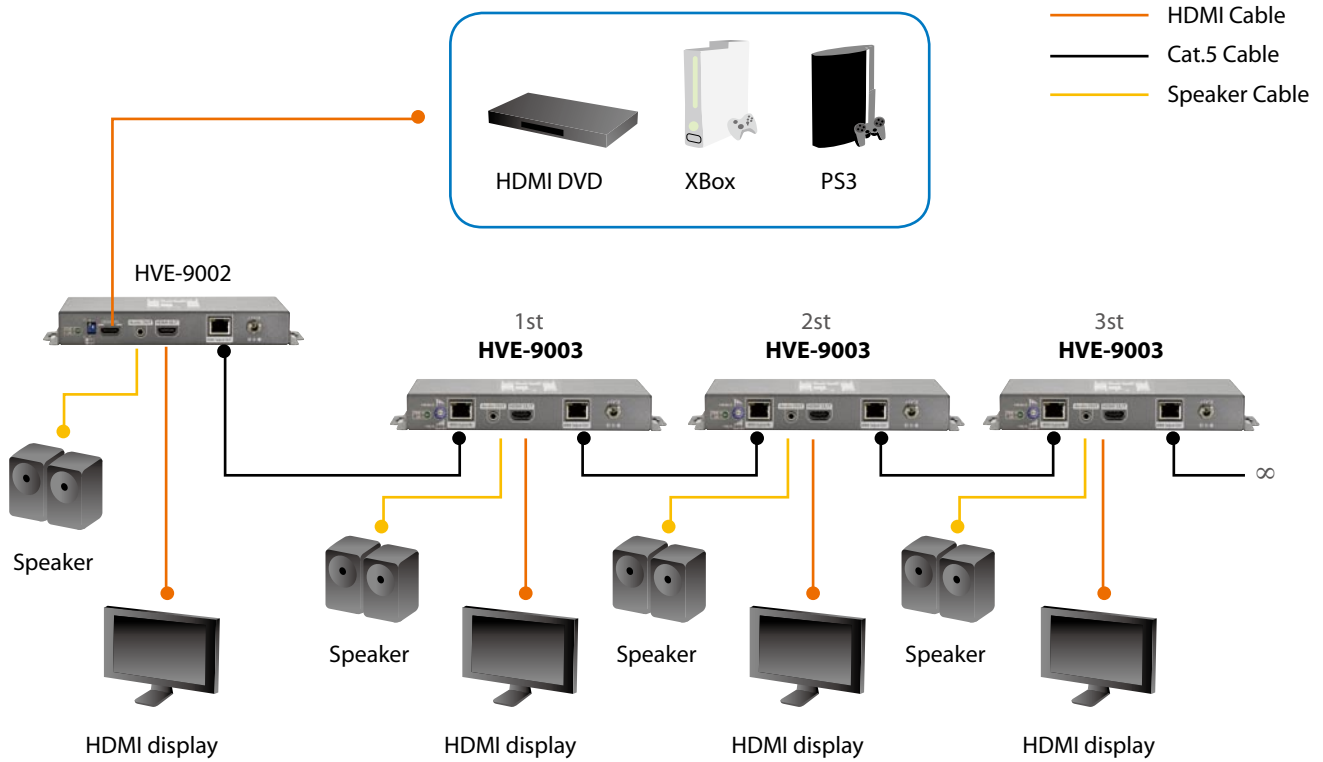 HDMI Cable
Cat.5 Cable
Speaker Cable
HDMI DVD
XBox
PS3
HVE-9002
1st
HVE-9003
2st
HVE-9003
3st
HVE-9003
∞
Speaker
Speaker
Speaker
Speaker
HDMI display
HDMI display
HDMI display
HDMI display